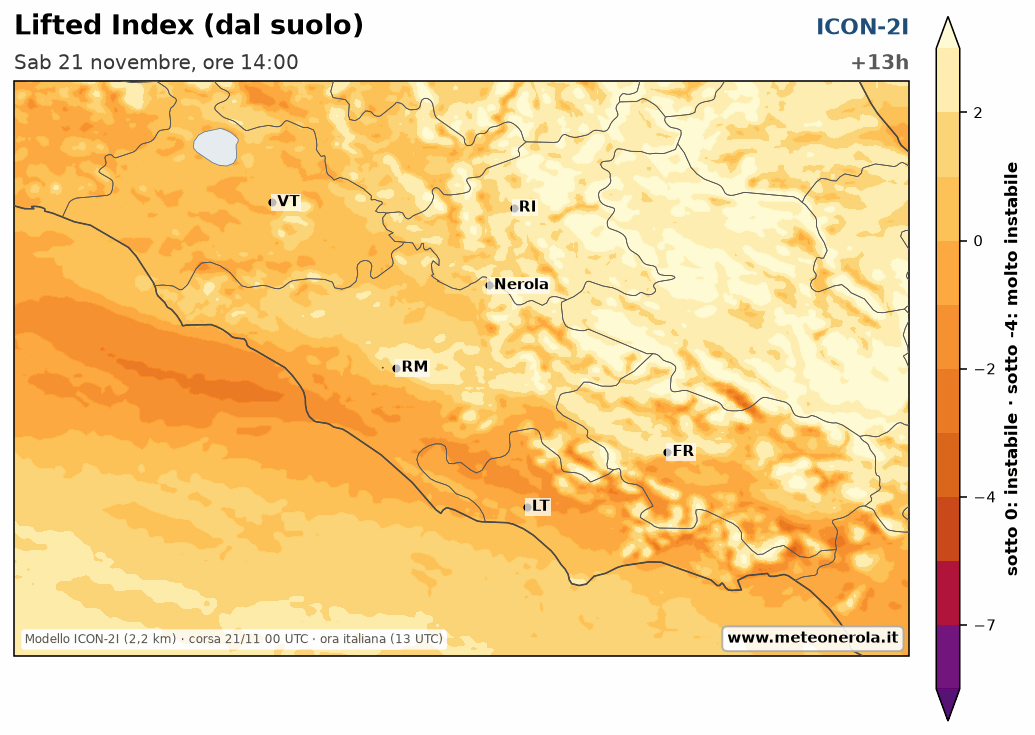 Lifted Index (dal suolo)
ICON-2I
Sab 21 novembre, ore 14:00
+13h
VT
RI
Nerola
RM
FR
LT
Modello ICON-2I (2,2 km) · corsa 21/11 00 UTC · ora italiana (13 UTC)
www.meteonerola.it
2
0
−2
−4
−7
sotto 0: instabile · sotto -4: molto instabile